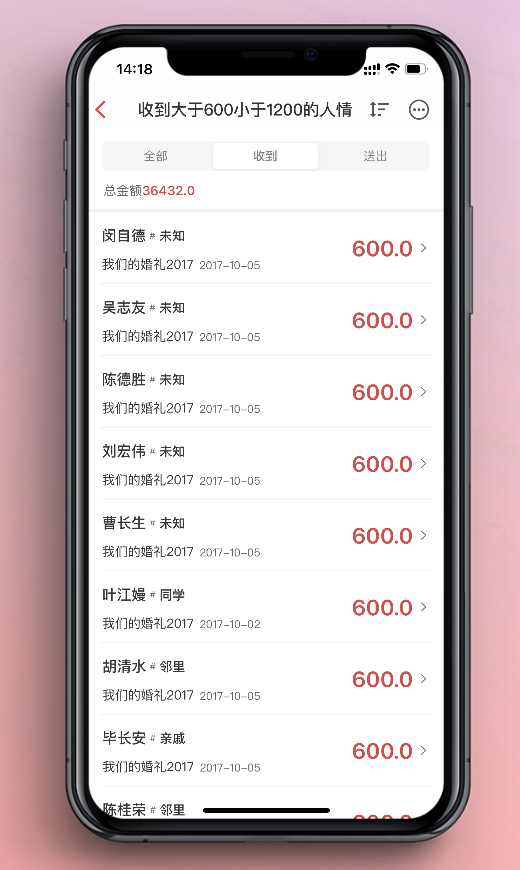 14:18
收到大于600小于1200的人情
全部
收到
送出
总金额36432.0
闵自德 # 未知
600.0
我们的婚礼2017 2017-10-05
吴志友 # 未知
600.0
我们的婚礼2017 2017-10-05
陈德胜 # 未知
600.0
我们的婚礼2017 2017-10-05
刘宏伟 # 未知
600.0
我们的婚礼2017 2017-10-05
曹长生 # 未知
600.0
我们的婚礼2017 2017-10-05
叶江嫚 # 同学
600.0
我们的婚礼2017 2017-10-02
胡清水 # 邻里
600.0
我们的婚礼2017 2017-10-05
毕长安 # 亲戚
600.0
我们的婚礼2017 2017-10-05
陈桂荣 # 邻里